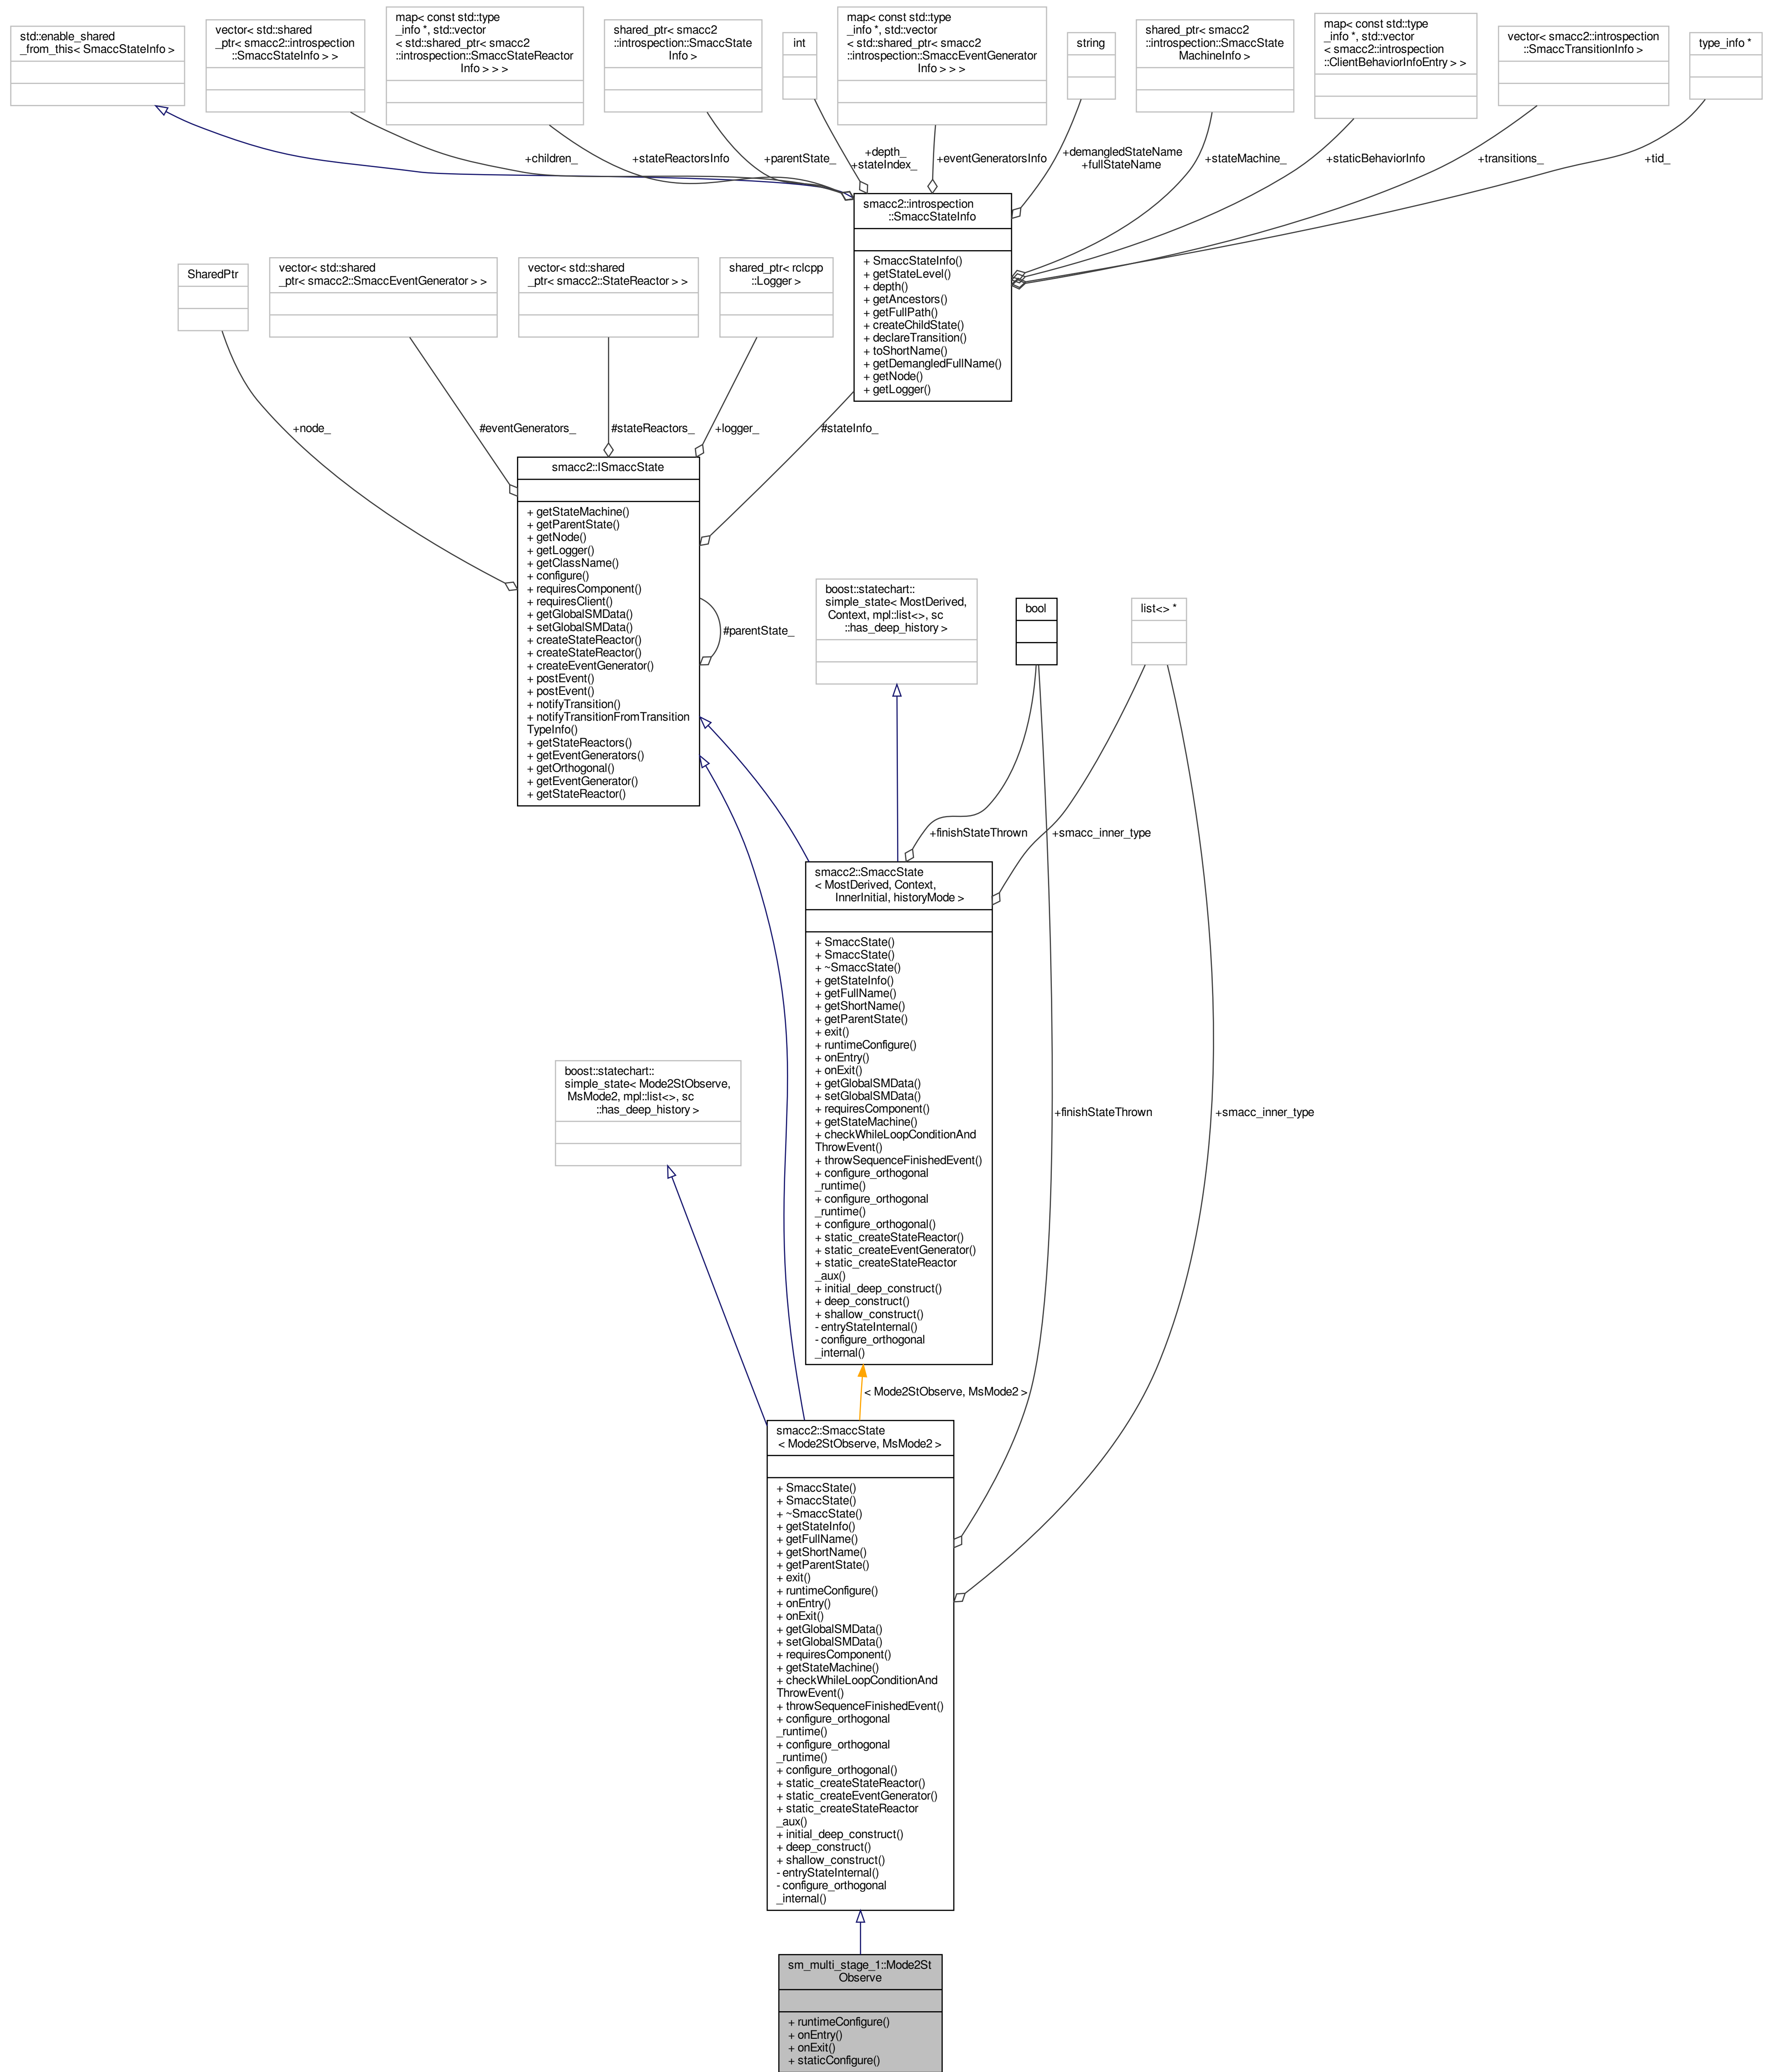 std::enable_shared
_from_this< SmaccStateInfo >
vector< std::shared
_ptr< smacc2::introspection
::SmaccStateInfo > >
map< const std::type
_info *, std::vector
< std::shared_ptr< smacc2
::introspection::SmaccStateReactor
Info > > >
shared_ptr< smacc2
::introspection::SmaccState
Info >
int
map< const std::type
_info *, std::vector
< std::shared_ptr< smacc2
::introspection::SmaccEventGenerator
Info > > >
string
shared_ptr< smacc2
::introspection::SmaccState
MachineInfo >
map< const std::type
_info *, std::vector
< smacc2::introspection
::ClientBehaviorInfoEntry > >
vector< smacc2::introspection
::SmaccTransitionInfo >
type_info *
+children_
+stateReactorsInfo
+parentState_
+depth_
+stateIndex_
+eventGeneratorsInfo
+demangledStateName
+fullStateName
+stateMachine_
+staticBehaviorInfo
+transitions_
+tid_
smacc2::introspection
::SmaccStateInfo
+ SmaccStateInfo()
+ getStateLevel()
+ depth()
+ getAncestors()
+ getFullPath()
+ createChildState()
+ declareTransition()
+ toShortName()
+ getDemangledFullName()
+ getNode()
+ getLogger()
SharedPtr
vector< std::shared
_ptr< smacc2::SmaccEventGenerator > >
vector< std::shared
_ptr< smacc2::StateReactor > >
shared_ptr< rclcpp
::Logger >
+node_
#eventGenerators_
#stateReactors_
+logger_
#stateInfo_
smacc2::ISmaccState
+ getStateMachine()
+ getParentState()
+ getNode()
+ getLogger()
+ getClassName()
+ configure()
+ requiresComponent()
+ requiresClient()
+ getGlobalSMData()
+ setGlobalSMData()
+ createStateReactor()
+ createStateReactor()
+ createEventGenerator()
+ postEvent()
+ postEvent()
+ notifyTransition()
+ notifyTransitionFromTransition
TypeInfo()
+ getStateReactors()
+ getEventGenerators()
+ getOrthogonal()
+ getEventGenerator()
+ getStateReactor()
#parentState_
boost::statechart::
simple_state< MostDerived,
Context, mpl::list<>, sc
::has_deep_history >
bool
list<> *
+finishStateThrown
+smacc_inner_type
smacc2::SmaccState
< MostDerived, Context,
InnerInitial, historyMode >
+ SmaccState()
+ SmaccState()
+ ~SmaccState()
+ getStateInfo()
+ getFullName()
+ getShortName()
+ getParentState()
+ exit()
+ runtimeConfigure()
+ onEntry()
+ onExit()
+ getGlobalSMData()
+ setGlobalSMData()
+ requiresComponent()
+ getStateMachine()
+ checkWhileLoopConditionAnd
ThrowEvent()
+ throwSequenceFinishedEvent()
+ configure_orthogonal
_runtime()
+ configure_orthogonal
_runtime()
+ configure_orthogonal()
+ static_createStateReactor()
+ static_createEventGenerator()
+ static_createStateReactor
_aux()
+ initial_deep_construct()
+ deep_construct()
+ shallow_construct()
- entryStateInternal()
- configure_orthogonal
_internal()
boost::statechart::
simple_state< Mode2StObserve,
MsMode2, mpl::list<>, sc
::has_deep_history >
+finishStateThrown
+smacc_inner_type
< Mode2StObserve, MsMode2 >
smacc2::SmaccState
< Mode2StObserve, MsMode2 >
+ SmaccState()
+ SmaccState()
+ ~SmaccState()
+ getStateInfo()
+ getFullName()
+ getShortName()
+ getParentState()
+ exit()
+ runtimeConfigure()
+ onEntry()
+ onExit()
+ getGlobalSMData()
+ setGlobalSMData()
+ requiresComponent()
+ getStateMachine()
+ checkWhileLoopConditionAnd
ThrowEvent()
+ throwSequenceFinishedEvent()
+ configure_orthogonal
_runtime()
+ configure_orthogonal
_runtime()
+ configure_orthogonal()
+ static_createStateReactor()
+ static_createEventGenerator()
+ static_createStateReactor
_aux()
+ initial_deep_construct()
+ deep_construct()
+ shallow_construct()
- entryStateInternal()
- configure_orthogonal
_internal()
sm_multi_stage_1::Mode2St
Observe
+ runtimeConfigure()
+ onEntry()
+ onExit()
+ staticConfigure()